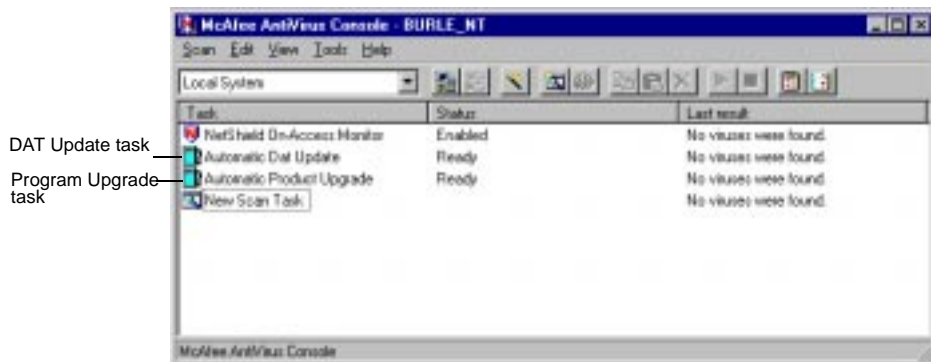 McAfee AntiVirus Console - BURLE_NT
Scan Edit View Tools Help
Local System
Task Status Last result
NetShield On-Access Monitor Enabled No viruses were found.
DAT Update task
Automatic Dat Update Ready No viruses were found.
Program Upgrade task
Automatic Product Upgrade Ready No viruses were found.
New Scan Task No viruses were found.
McAfee AntiVirus Console